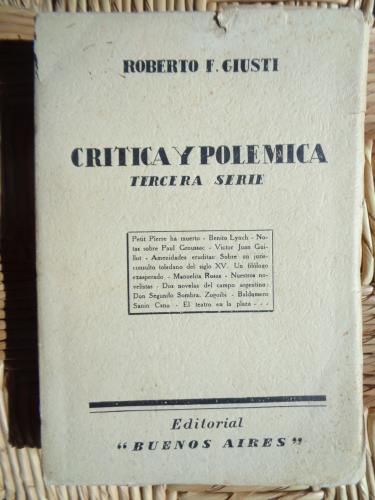 ROBERTO F. GIUSTI
CRITICA Y POLEMICA
TERCERA SERIE
Petit Pierre ha muerto - Benito Lynch - No-
tas sobre Paul Groussac - Víctor Juan Gui-
llot - Amenidades eruditas: Sobre un juris-
consulto toledano del siglo XV. Un filólogo
exasperado - Manuelita Rosas - Nuestros no-
velistas - Dos novelas del campo argentino:
Don Segundo Sombra. Zogoibi - Baldomero
Sanin Cano - El teatro en la plaza - - -
Editorial
"BUENOS AIRES"